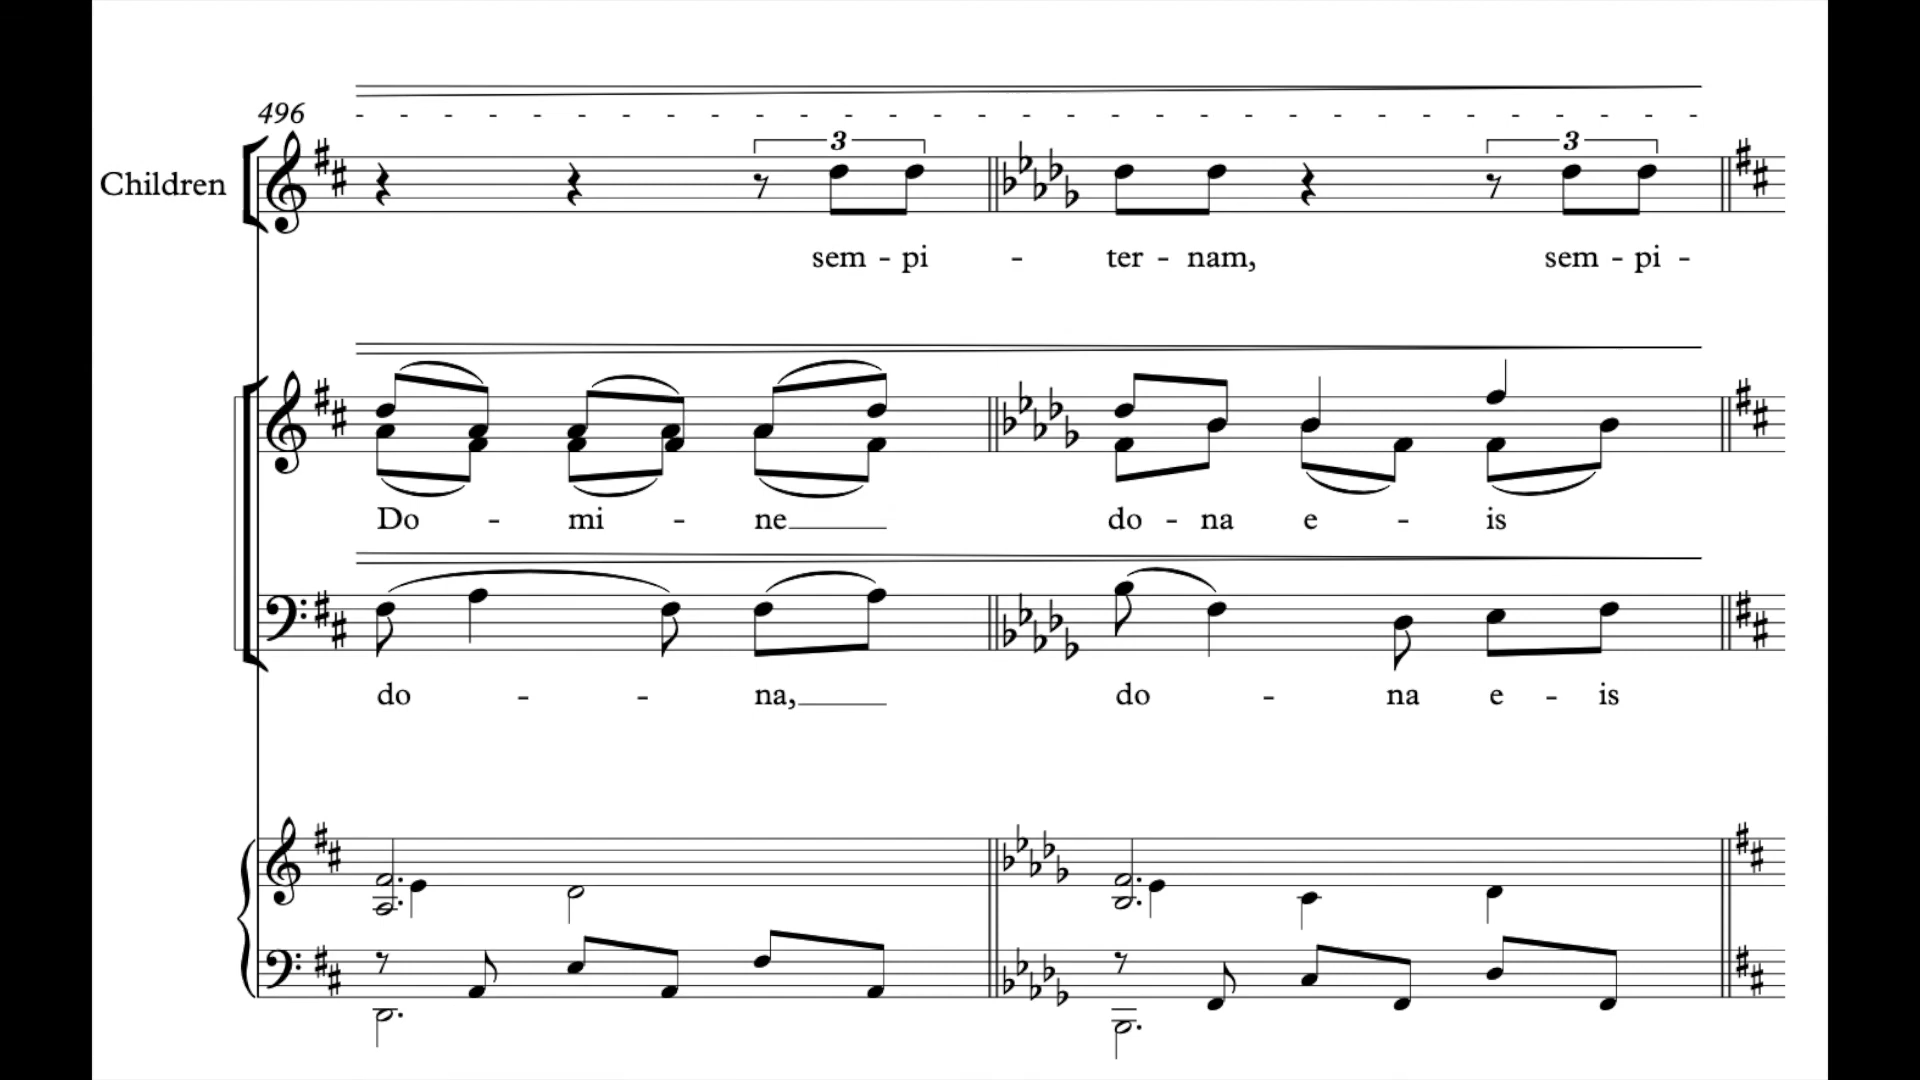 496
3 3
Children
sem - pi - ter - nam, sem - pi -
Do - mi - ne do - na e - is
do - - na, do - na e - is